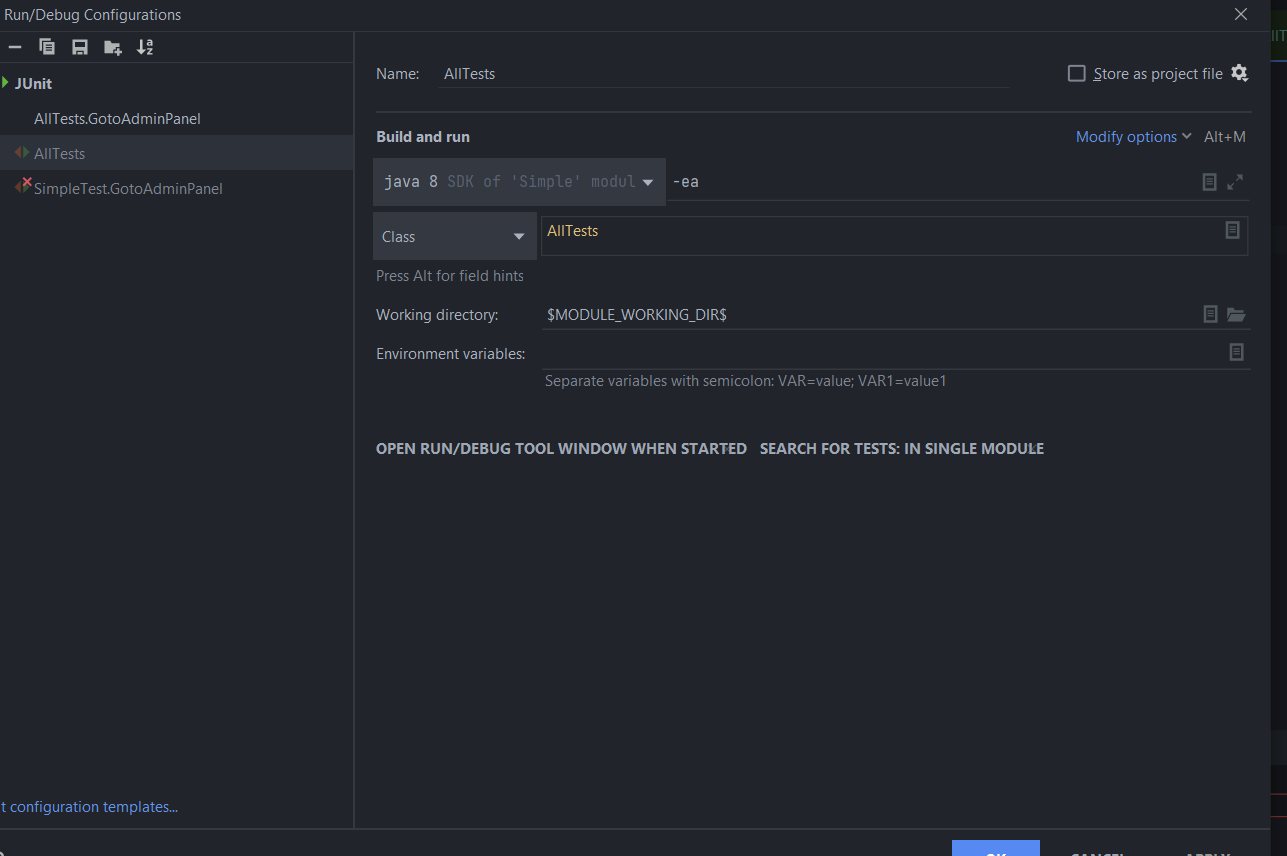 Run/Debug Configurations
JUnit
AllTests.GotoAdminPanel
AllTests
SimpleTest.GotoAdminPanel
t configuration templates...
Name: AllTests Store as project file
Build and run Modify options Alt+M
java 8 SDK of 'Simple' modul -ea
Class AllTests
Press Alt for field hints
Working directory: $MODULE_WORKING_DIR$
Environment variables:
Separate variables with semicolon: VAR=value; VAR1=value1
OPEN RUN/DEBUG TOOL WINDOW WHEN STARTED SEARCH FOR TESTS: IN SINGLE MODULE
OK CANCEL APPLY